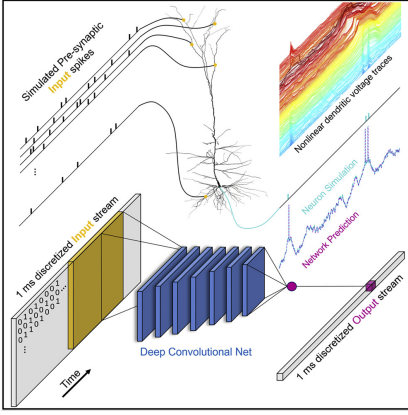 Simulated Pre-synaptic
Input spikes
...
Nonlinear dendritic voltage traces
Neuron Simulation
Network Prediction
1 ms discretized Input stream
...
...
Deep Convolutional Net
Time
1 ms discretized Output stream